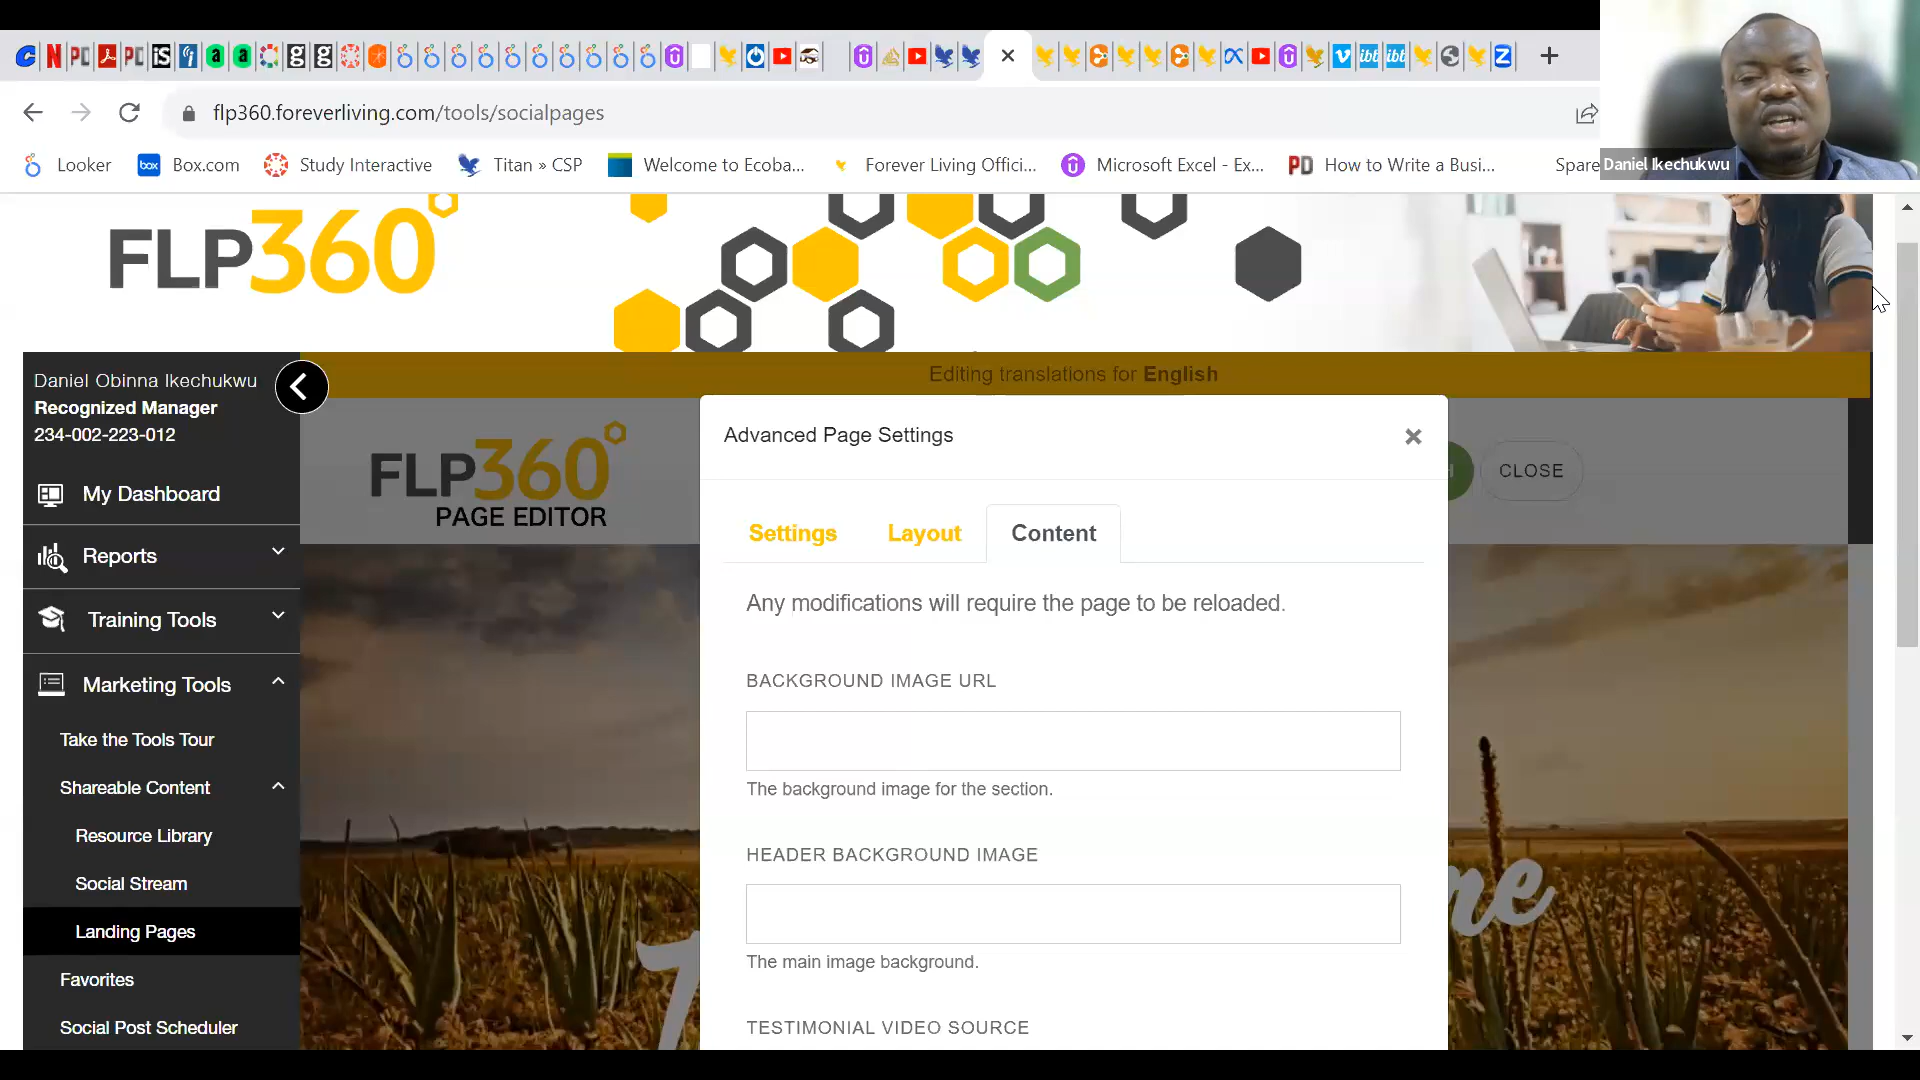 flp360.foreverliving.com/tools/socialpages
Looker
box
Box.com
Study Interactive
Titan » CSP
Welcome to Ecoba...
Forever Living Offici...
Microsoft Excel - Ex...
PD
How to Write a Busi...
Spare
Daniel Ikechukwu
FLP360
Daniel Obinna Ikechukwu
Recognized Manager
234-002-223-012
My Dashboard
Reports
Training Tools
Marketing Tools
Take the Tools Tour
Shareable Content
Resource Library
Social Stream
Landing Pages
Favorites
Social Post Scheduler
Editing translations for English
FLP360
PAGE EDITOR
CLOSE
Advanced Page Settings
Settings
Layout
Content
Any modifications will require the page to be reloaded.
BACKGROUND IMAGE URL
The background image for the section.
HEADER BACKGROUND IMAGE
The main image background.
TESTIMONIAL VIDEO SOURCE